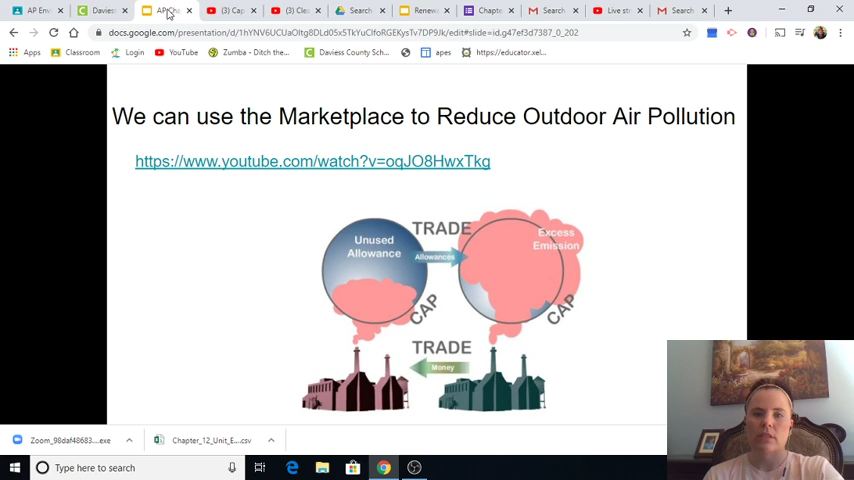 AP Env
Daviess
AP Cha
(3) Cap
(3) Clea
Search
Renewa
Chapte
Search
Live st
Search
docs.google.com/presentation/d/1hYNV6UCUaOltg8DLd05x5TkYuClfoRGEKysTv7DP9Jk/edit#slide=id.g47ef3d7387_0_202
Apps Classroom Login YouTube Zumba - Ditch the... Daviess County Sch... apes https://educator.xel...
We can use the Marketplace to Reduce Outdoor Air Pollution
https://www.youtube.com/watch?v=oqJO8HwxTkg
Unused
Allowance
TRADE
Allowances
Excess
Emission
CAP
CAP
TRADE
Money
Zoom_98daf48683....exe
Chapter_12_Unit_E....csv
Type here to search